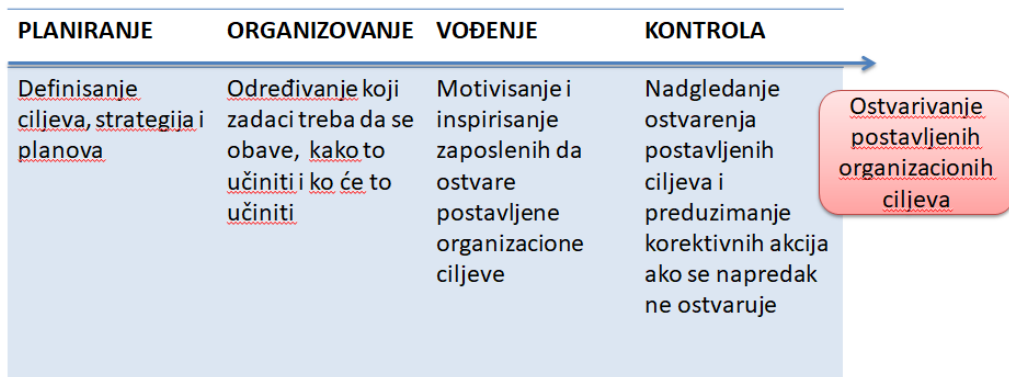 PLANIRANJE
ORGANIZOVANJE
VOĐENJE
KONTROLA
Definisanje
ciljeva, strategija i
planova
Određivanje koji
zadaci treba da se
obave, kako to
učiniti i ko će to
učiniti
Motivisanje i
inspirisanje
zaposlenih da
ostvare
postavljene
organizacione
ciljeve
Nadgledanje
ostvarenja
postavljenih
ciljeva i
preduzimanje
korektivnih akcija
ako se napredak
ne ostvaruje
Ostvarivanje
postavljenih
organizacionih
ciljeva